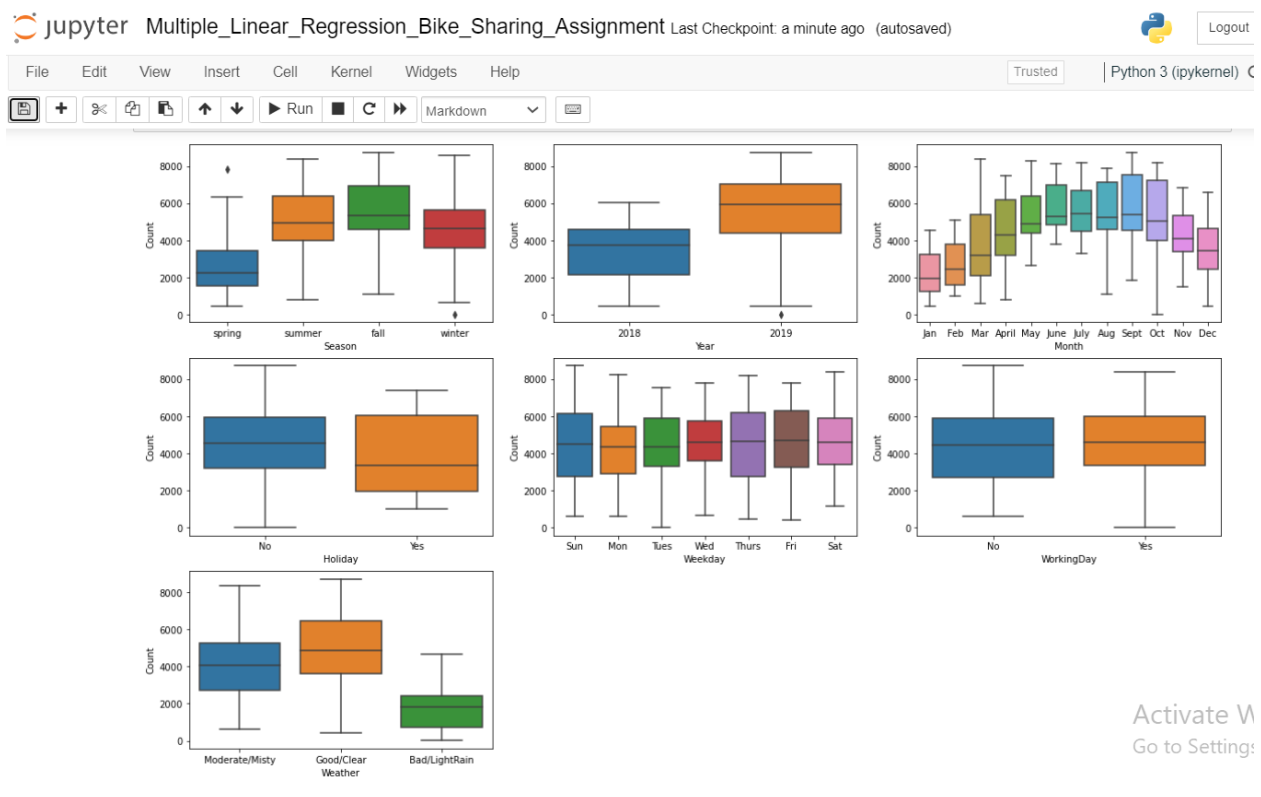 jupyter Multiple_Linear_Regression_Bike_Sharing_Assignment Last Checkpoint: a minute ago (autosaved) Logout
File Edit View Insert Cell Kernel Widgets Help Trusted Python 3 (ipykernel)
Run Markdown
8000 6000 4000 2000 0
Count
spring summer fall winter
Season
8000 6000 4000 2000 0
Count
2018 2019
Year
8000 6000 4000 2000 0
Count
Jan Feb Mar April May June July Aug Sept Oct Nov Dec
Month
8000 6000 4000 2000 0
Count
No Yes
Holiday
8000 6000 4000 2000 0
Count
Sun Mon Tues Wed Thurs Fri Sat
Weekday
8000 6000 4000 2000 0
Count
No Yes
WorkingDay
8000 6000 4000 2000 0
Count
Moderate/Misty Good/Clear Bad/LightRain
Weather
Activate W
Go to Settings